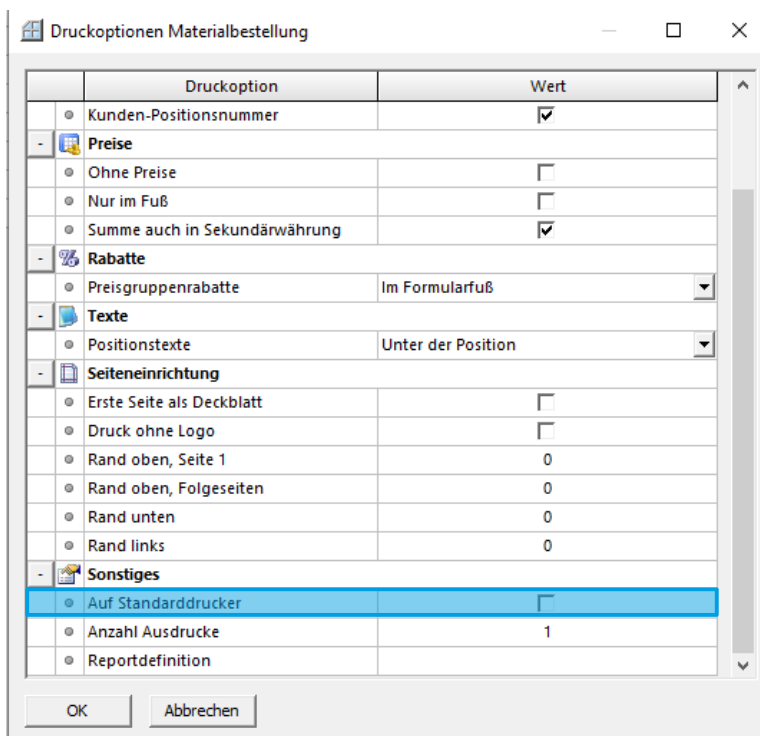 Druckoptionen Materialbestellung
Druckoption Wert
Kunden-Positionsnummer
- Preise
Ohne Preise
Nur im Fuß
Summe auch in Sekundärwährung
- Rabatte
Preisgruppenrabatte Im Formularfuß
- Texte
Positionstexte Unter der Position
- Seiteneinrichtung
Erste Seite als Deckblatt
Druck ohne Logo
Rand oben, Seite 1 0
Rand oben, Folgeseiten 0
Rand unten 0
Rand links 0
- Sonstiges
Auf Standarddrucker
Anzahl Ausdrucke 1
Reportdefinition
OK Abbrechen